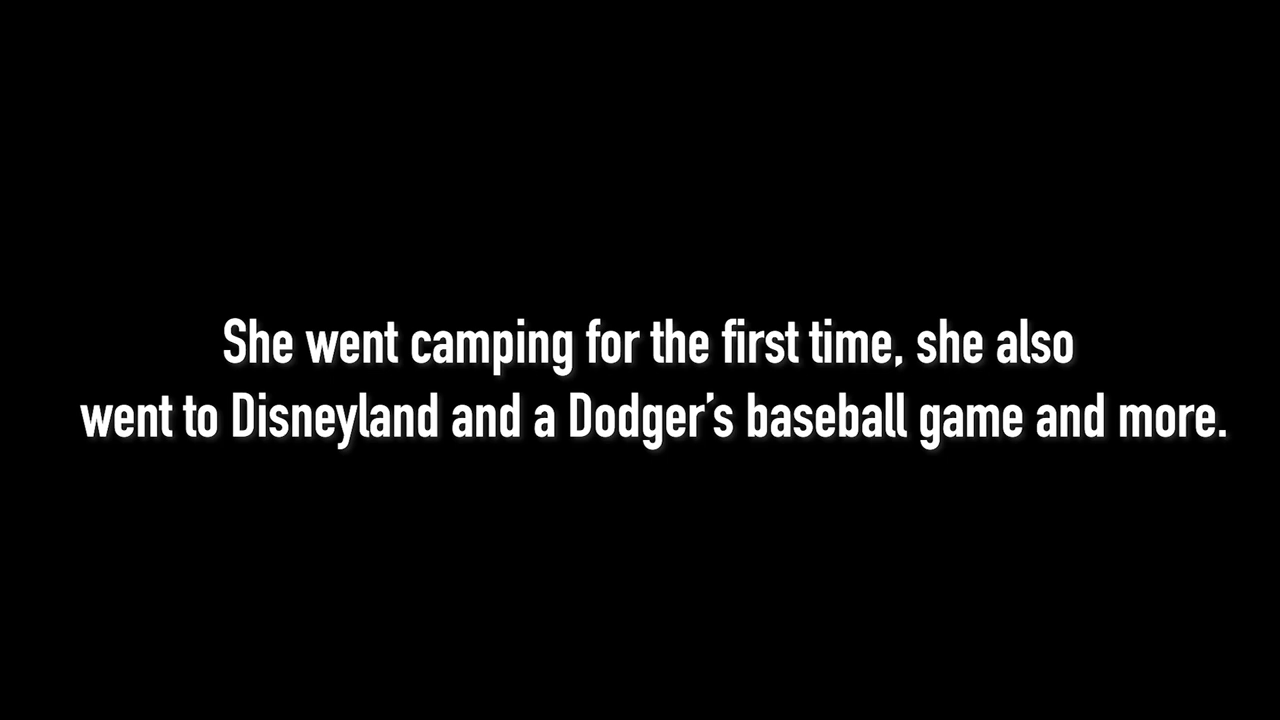 She went camping for the first time, she also
went to Disneyland and a Dodger’s baseball game and more.